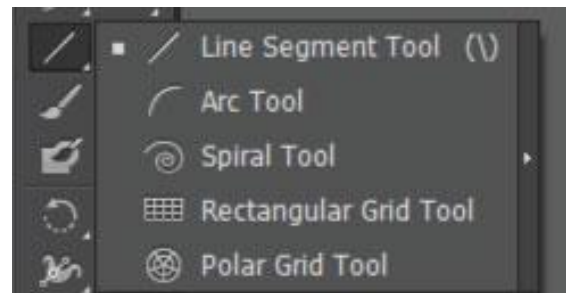 Line Segment Tool (\)
Arc Tool
Spiral Tool
Rectangular Grid Tool
Polar Grid Tool